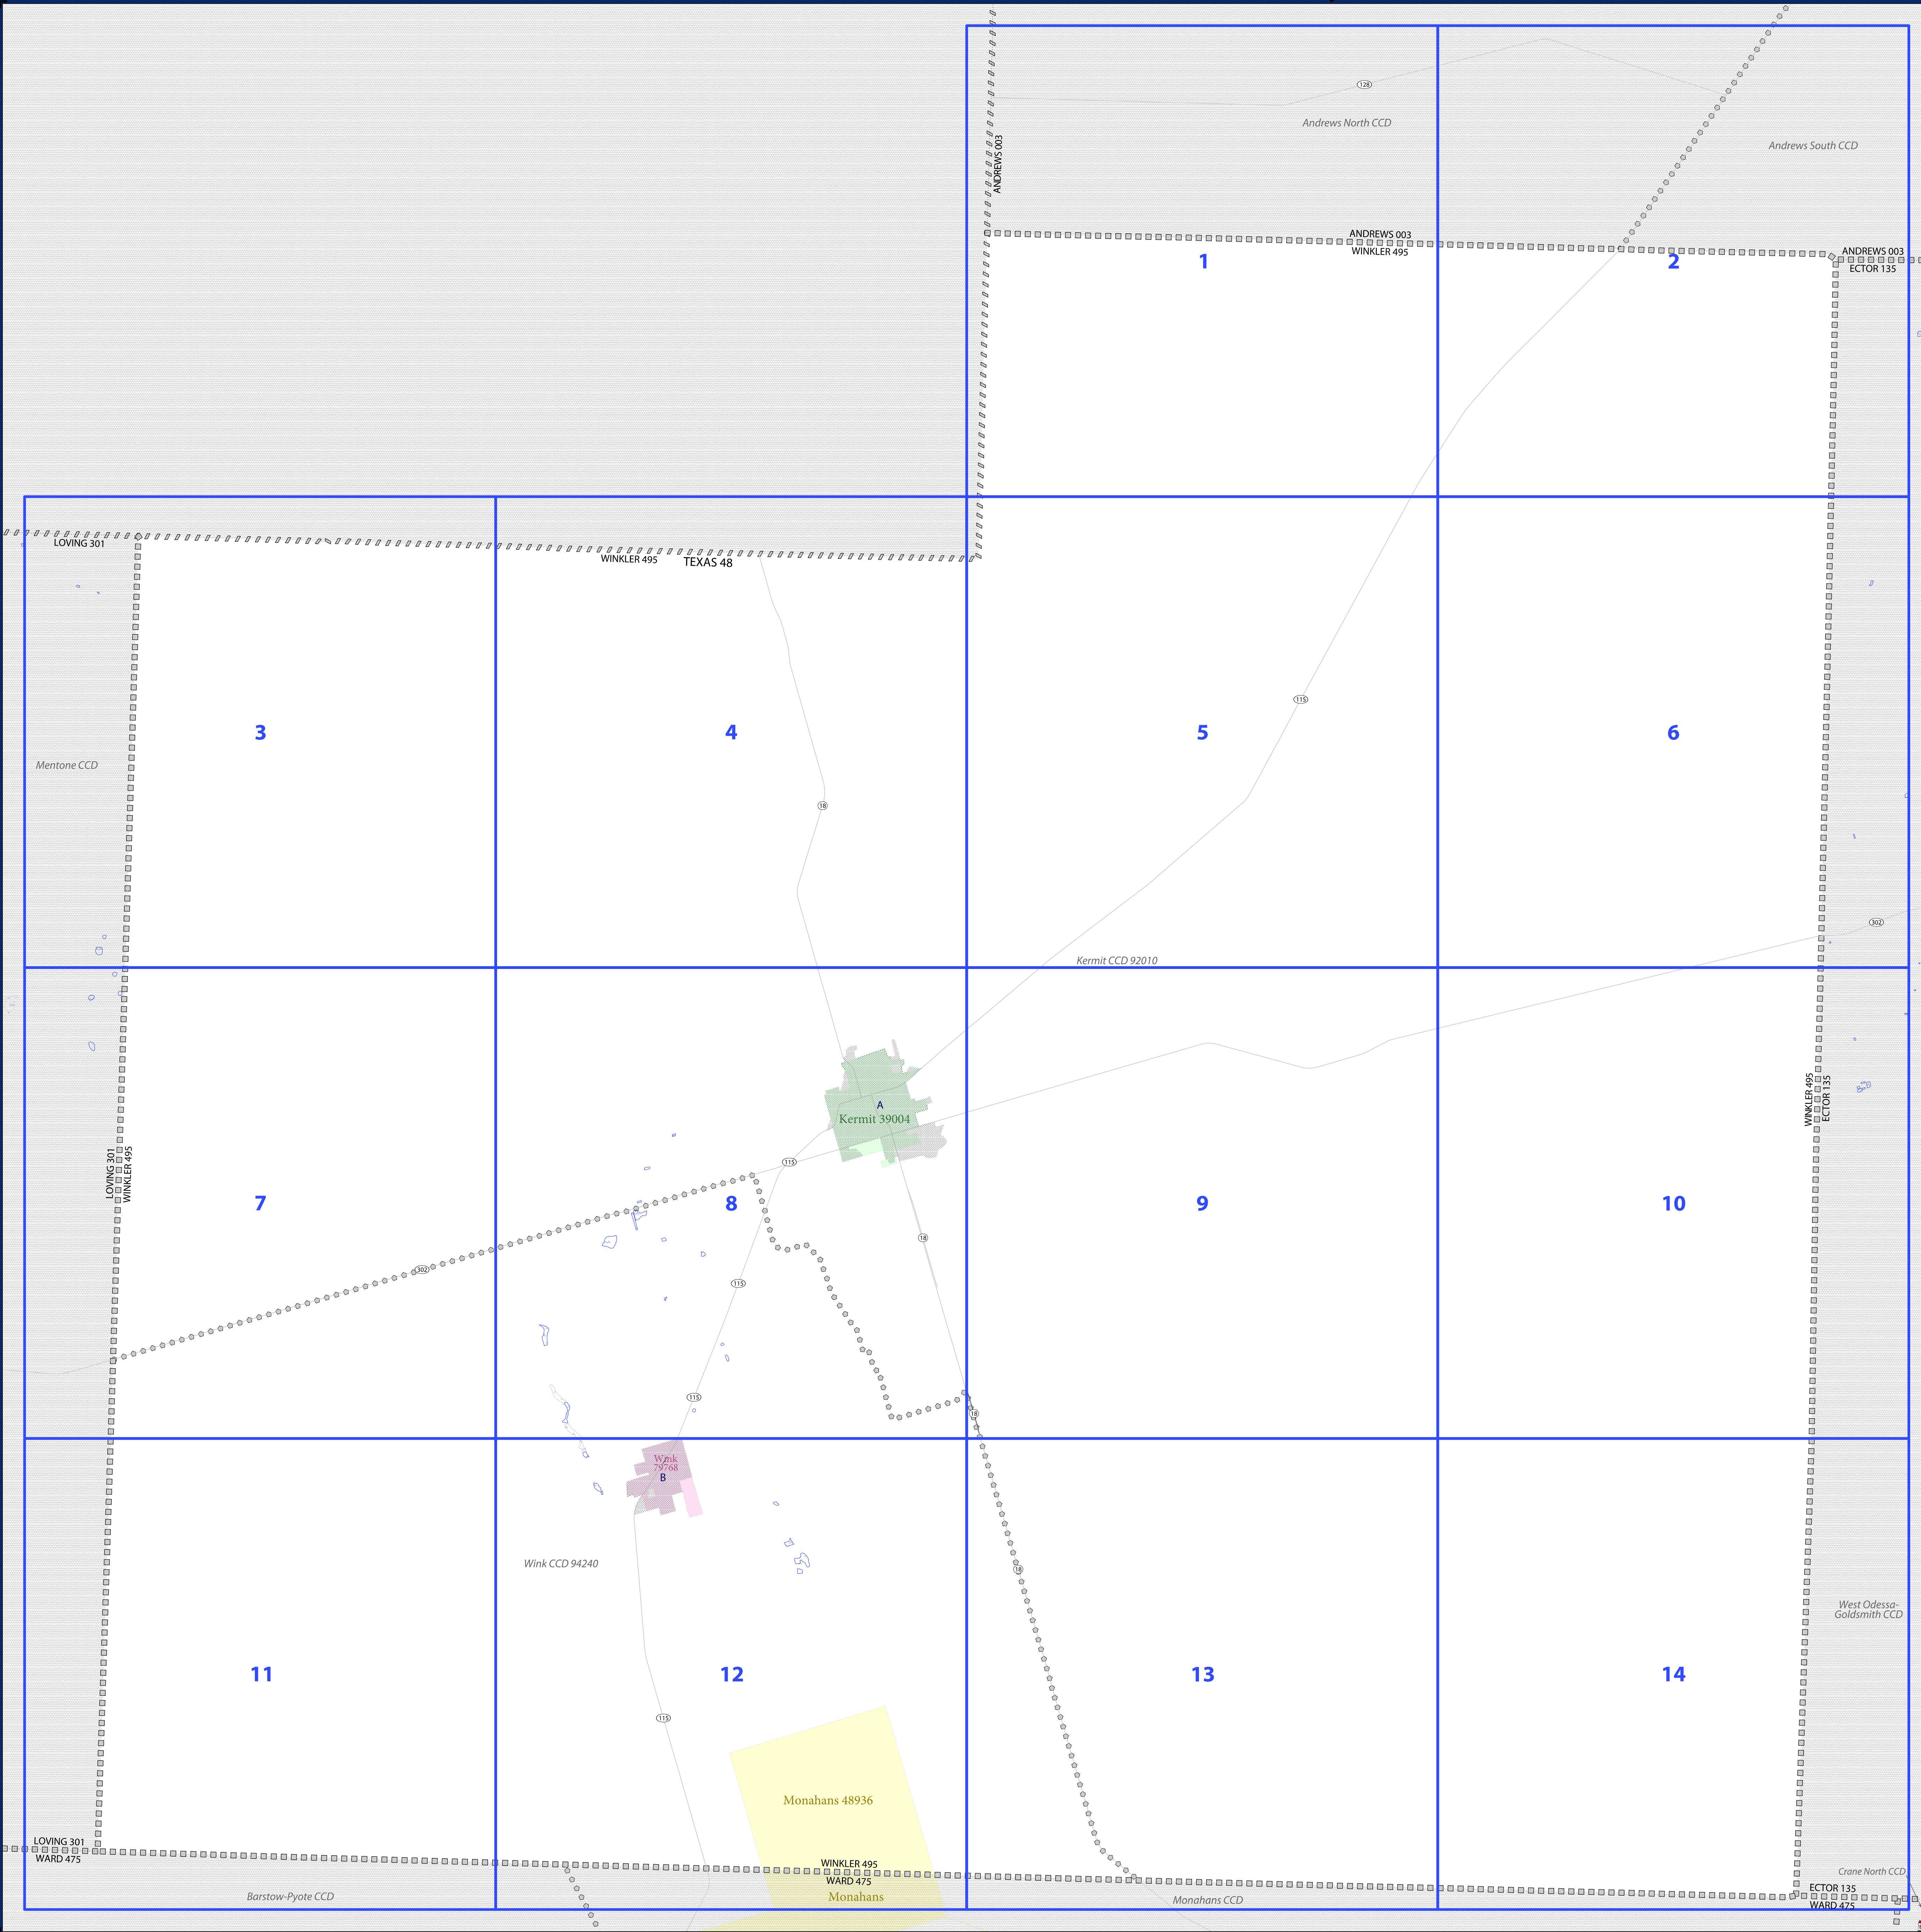 128
Andrews North CCD
Andrews South CCD
ANDREWS 003
ANDREWS 003
WINKLER 495
ANDREWS 003
ECTOR 135
1
2
LOVING 301
WINKLER 495
TEXAS 48
115
3
4
5
6
Mentone CCD
18
302
Kermit CCD 92010
A
Kermit 39004
WINKLER 495
ECTOR 135
115
LOVING 301
WINKLER 495
7
8
9
10
18
302
115
115
18
Wink
79768
B
Wink CCD 94240
18
West Odessa-
Goldsmith CCD
11
12
13
14
115
Monahans 48936
LOVING 301
WARD 475
WINKLER 495
WARD 475
Crane North CCD
ECTOR 135
WARD 475
Barstow-Pyote CCD
Monahans
Monahans CCD